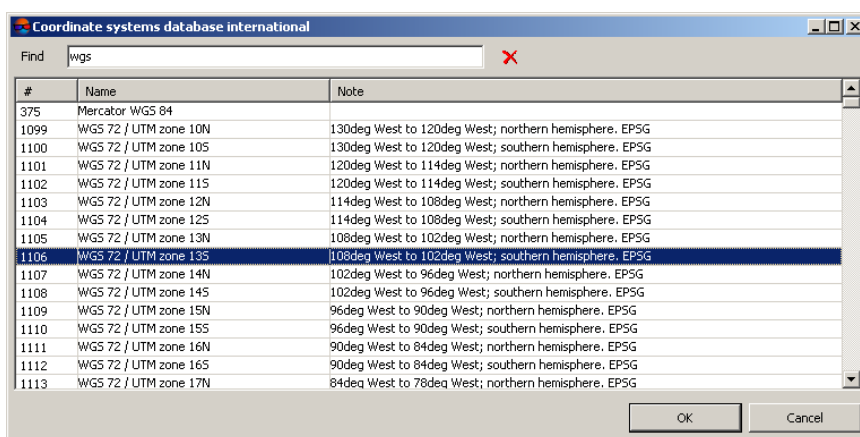 Coordinate systems database international
Find wgs
# Name Note
375 Mercator WGS 84
1099 WGS 72 / UTM zone 10N 130deg West to 120deg West; northern hemisphere. EPSG
1100 WGS 72 / UTM zone 10S 130deg West to 120deg West; southern hemisphere. EPSG
1101 WGS 72 / UTM zone 11N 120deg West to 114deg West; northern hemisphere. EPSG
1102 WGS 72 / UTM zone 11S 120deg West to 114deg West; southern hemisphere. EPSG
1103 WGS 72 / UTM zone 12N 114deg West to 108deg West; northern hemisphere. EPSG
1104 WGS 72 / UTM zone 12S 114deg West to 108deg West; southern hemisphere. EPSG
1105 WGS 72 / UTM zone 13N 108deg West to 102deg West; northern hemisphere. EPSG
1106 WGS 72 / UTM zone 13S 108deg West to 102deg West; southern hemisphere. EPSG
1107 WGS 72 / UTM zone 14N 102deg West to 96deg West; northern hemisphere. EPSG
1108 WGS 72 / UTM zone 14S 102deg West to 96deg West; southern hemisphere. EPSG
1109 WGS 72 / UTM zone 15N 96deg West to 90deg West; northern hemisphere. EPSG
1110 WGS 72 / UTM zone 15S 96deg West to 90deg West; southern hemisphere. EPSG
1111 WGS 72 / UTM zone 16N 90deg West to 84deg West; northern hemisphere. EPSG
1112 WGS 72 / UTM zone 16S 90deg West to 84deg West; southern hemisphere. EPSG
1113 WGS 72 / UTM zone 17N 84deg West to 78deg West; northern hemisphere. EPSG
OK Cancel